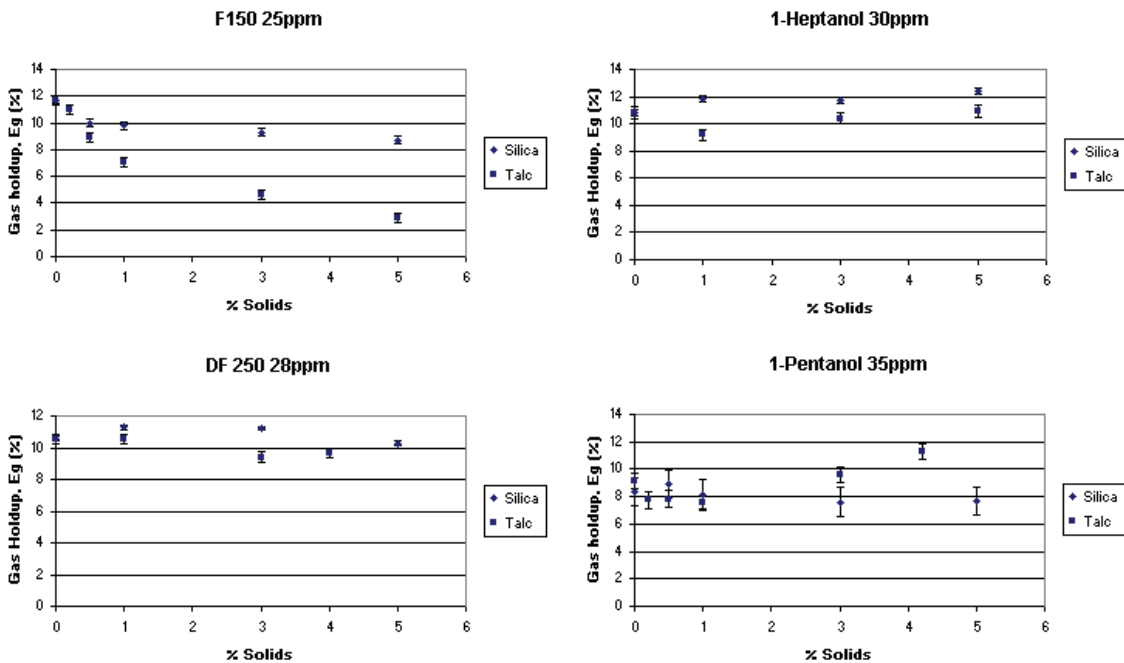 F150 25ppm
Gas holdup, Eg (%)
14
12
10
8
6
4
2
0
0 1 2 3 4 5 6
% Solids
Silica
Talc
1-Heptanol 30ppm
Gas Holdup, Eg (%)
14
12
10
8
6
4
2
0
0 1 2 3 4 5 6
% Solids
Silica
Talc
DF 250 28ppm
Gas Holdup, Eg (%)
12
10
8
6
4
2
0
0 1 2 3 4 5 6
% Solids
Silica
Talc
1-Pentanol 35ppm
Gas holdup, Eg (%)
14
12
10
8
6
4
2
0
0 1 2 3 4 5 6
% Solids
Silica
Talc